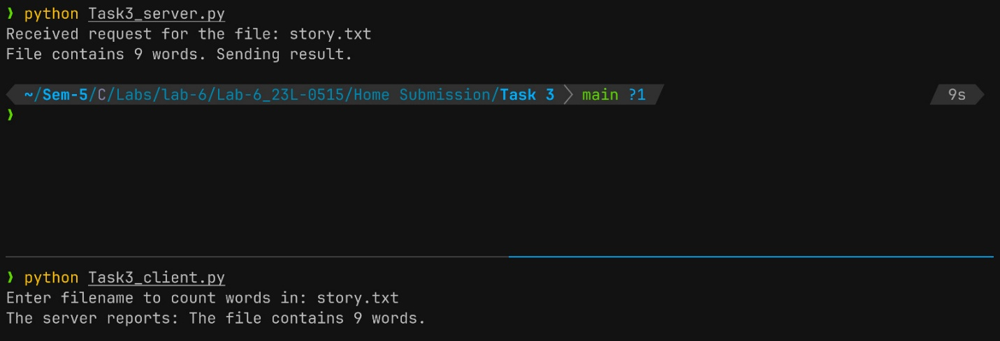 ❯ python Task3_server.py
Received request for the file: story.txt
File contains 9 words. Sending result.
~/Sem-5/C/Labs/lab-6/Lab-6_23L-0515/Home Submission/Task 3 main ?1 9s
❯
❯ python Task3_client.py
Enter filename to count words in: story.txt
The server reports: The file contains 9 words.